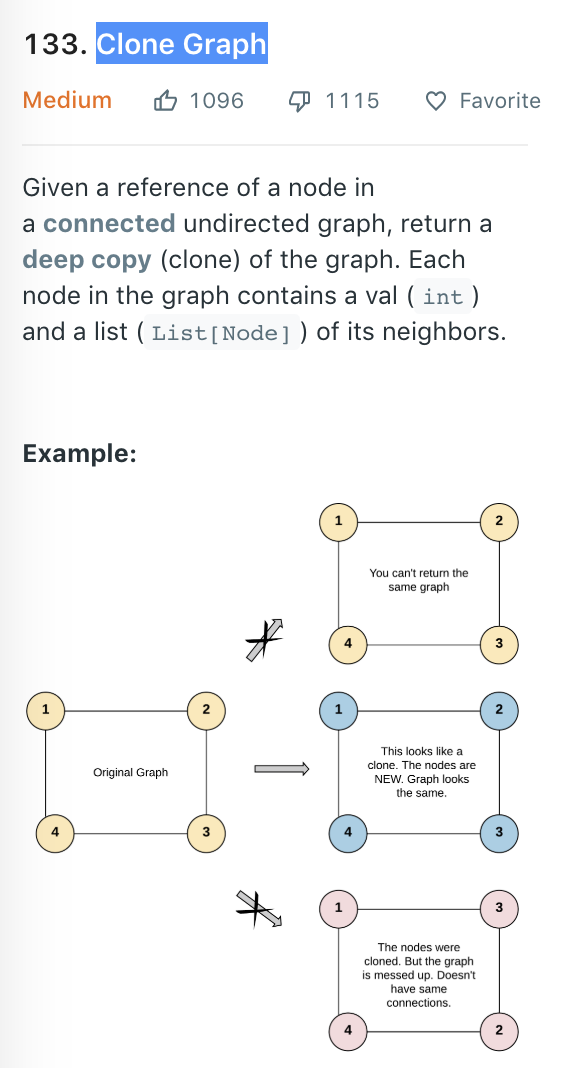 133. Clone Graph
Medium 1096 1115 Favorite
Given a reference of a node in
a connected undirected graph, return a
deep copy (clone) of the graph. Each
node in the graph contains a val ( int )
and a list ( List[Node] ) of its neighbors.
Example:
1 2
You can't return the
same graph
4 3
1 2
Original Graph
4 3
1 2
This looks like a
clone. The nodes are
NEW. Graph looks
the same.
4 3
1 3
The nodes were
cloned. But the graph
is messed up. Doesn't
have same
connections.
4 2